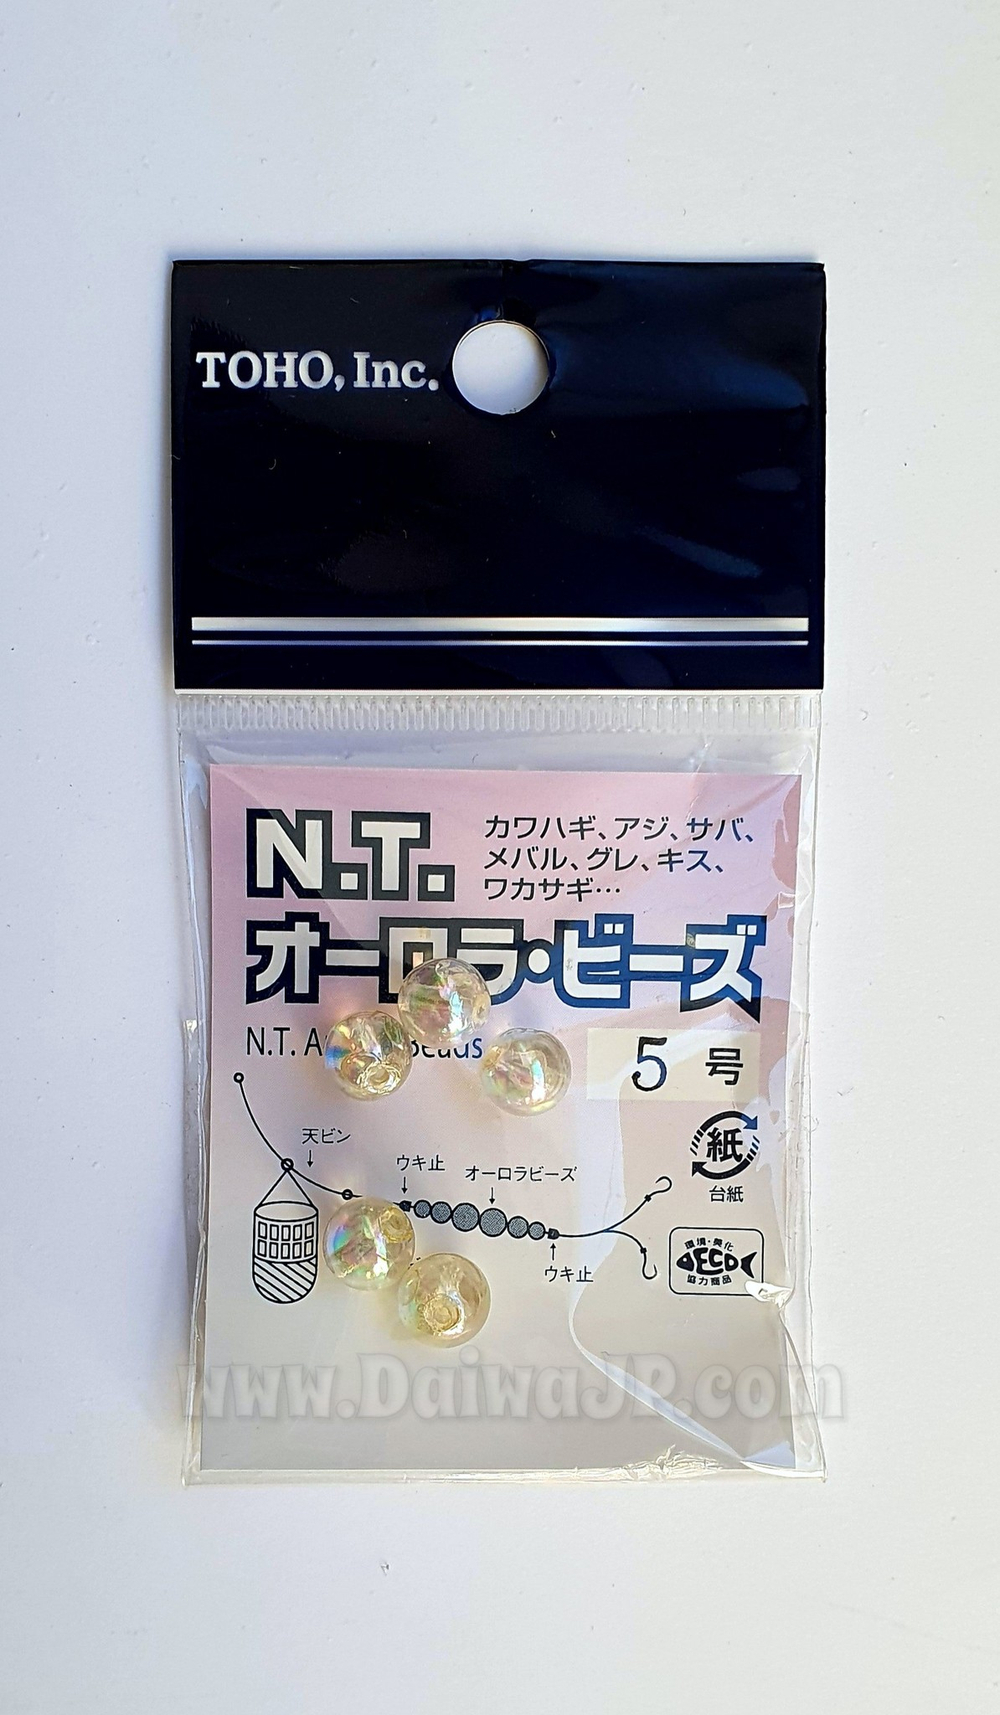 TOHO, Inc.
N.T.
カワハギ、アジ、サバ、
メバル、グレ、キス、
ワカサギ…
オーロラ・ビーズ
N.T. Beads
5 号
紙
台紙
天ビン
ウキ止
オーロラビーズ
ウキ止
環境・美化
DECO
協力商品
www.DaiwaJP.com